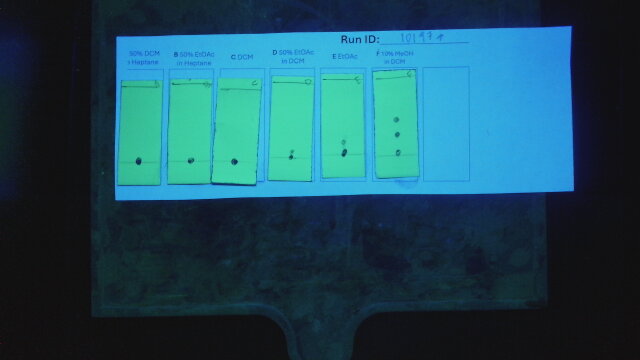 Run ID:
50% DCM
in Heptane
B 50% EtOAc
in Heptane
C DCM
D 50% EtOAc
in DCM
E EtOAc
F 10% MeOH
in DCM